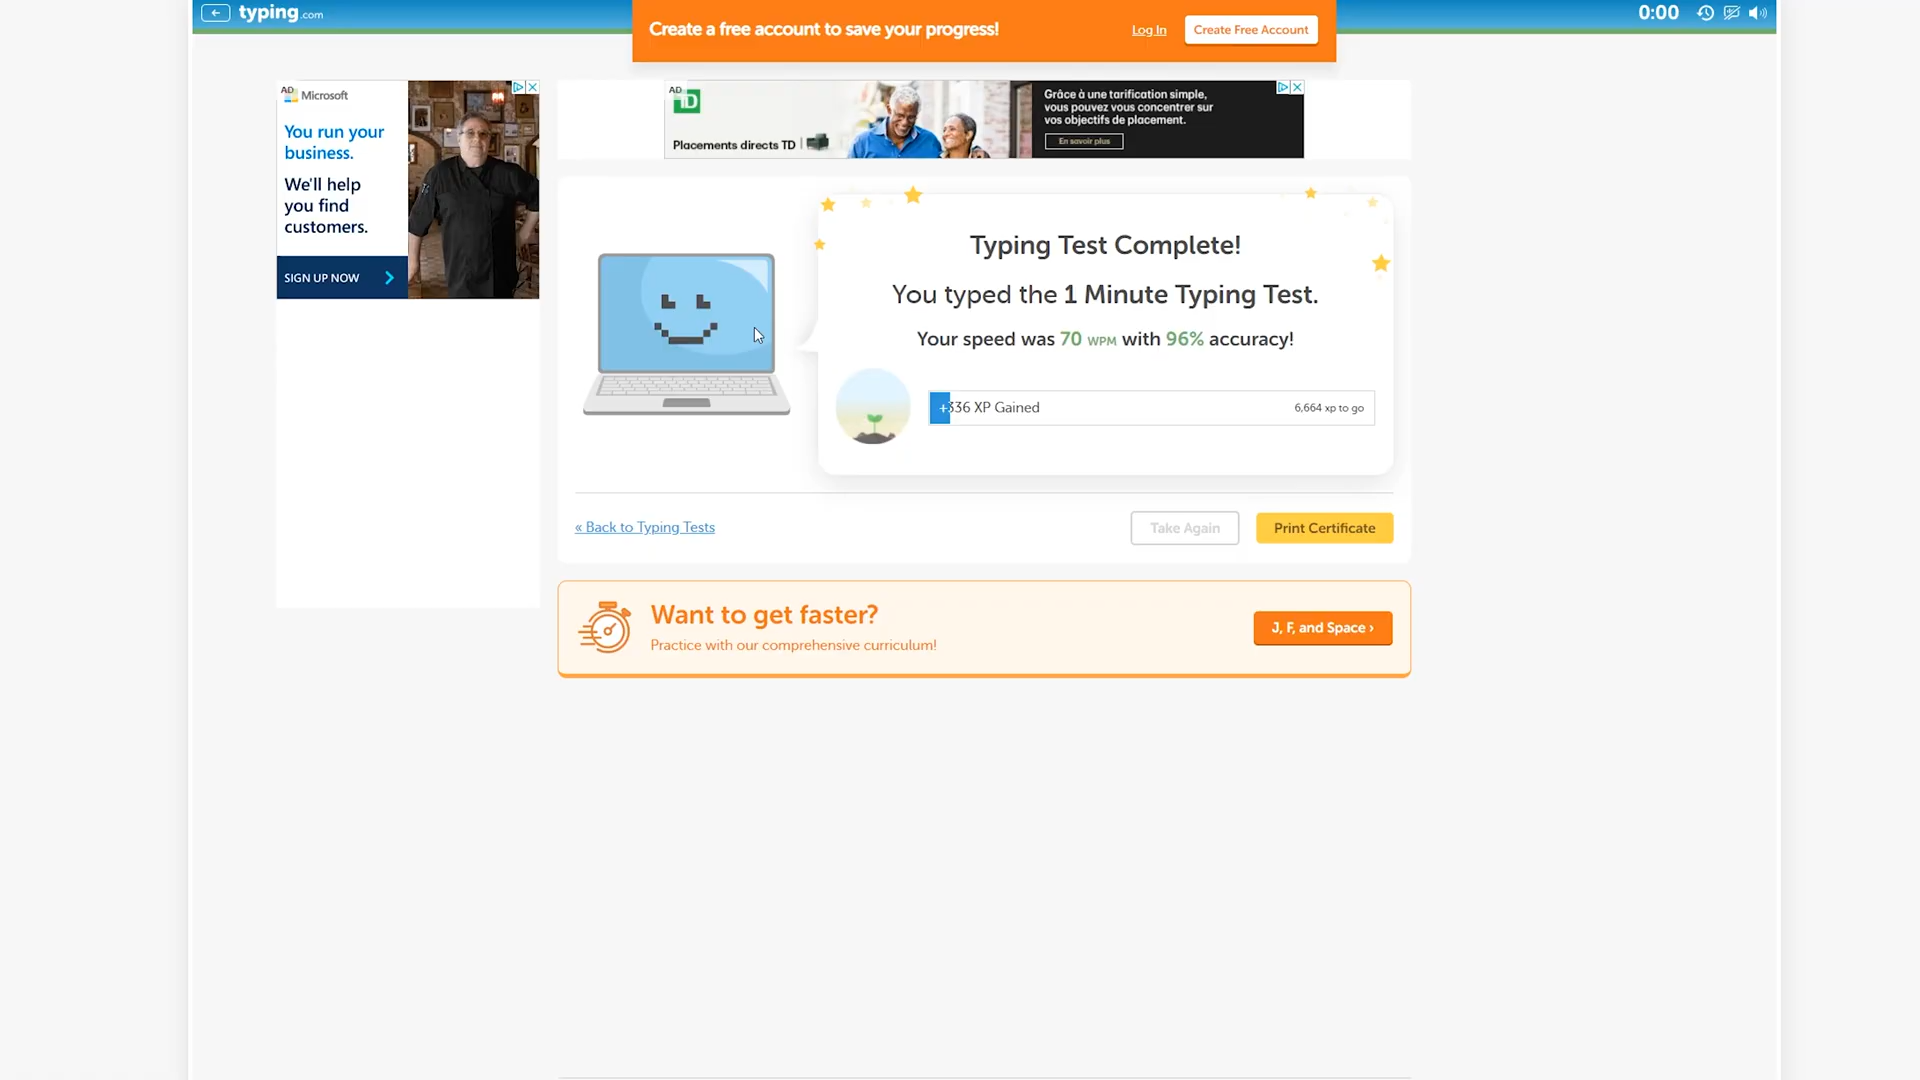 typing.com
Create a free account to save your progress!
Log In
Create Free Account
0:00
AD
Microsoft
You run your
business.
We'll help
you find
customers.
SIGN UP NOW
AD
TD
Placements directs TD
Grâce à une tarification simple,
vous pouvez vous concentrer sur
vos objectifs de placement.
En savoir plus
Typing Test Complete!
You typed the 1 Minute Typing Test.
Your speed was 70 WPM with 96% accuracy!
+336 XP Gained
6,664 xp to go
« Back to Typing Tests
Take Again
Print Certificate
Want to get faster?
Practice with our comprehensive curriculum!
J, F, and Space ›